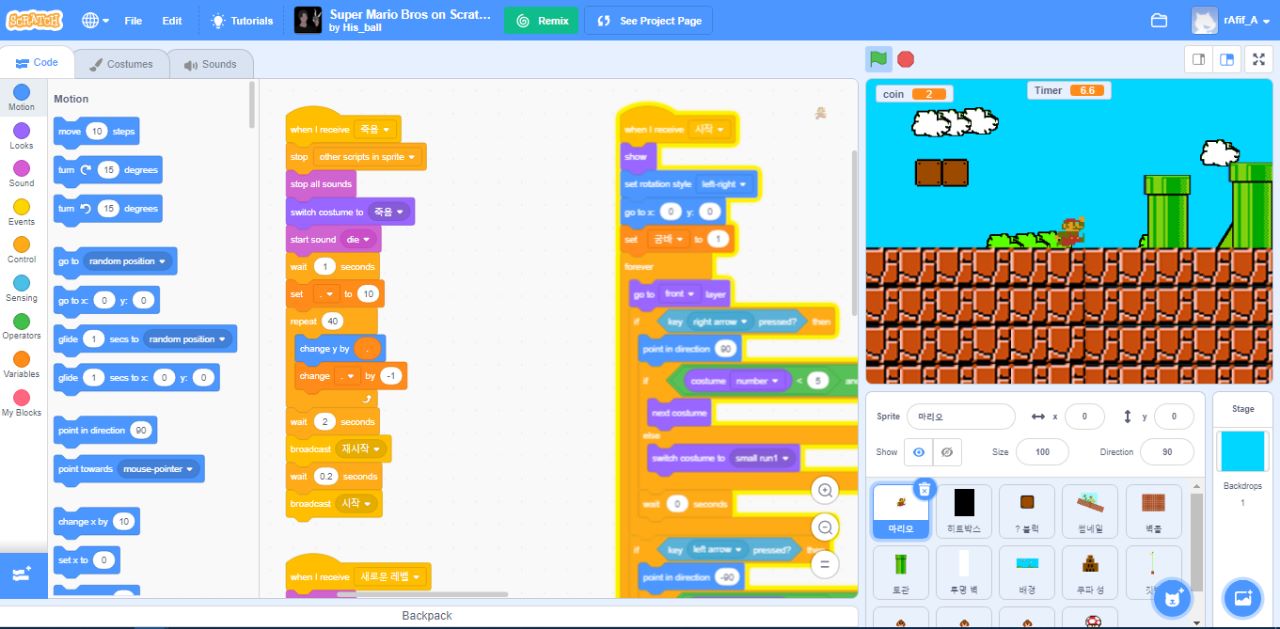 SCRATCH
File
Edit
Tutorials
Super Mario Bros on Scrat...
by His_ball
Remix
See Project Page
rAfif_A
Code
Costumes
Sounds
Motion
Looks
Sound
Events
Control
Sensing
Operators
Variables
My Blocks
Motion
move 10 steps
turn 15 degrees
turn 15 degrees
go to random position
go to x: 0 y: 0
glide 1 secs to random position
glide 1 secs to x: 0 y: 0
point in direction 90
point towards mouse-pointer
change x by 10
set x to 0
when I receive 죽음
stop other scripts in sprite
stop all sounds
switch costume to 죽음
start sound die
wait 1 seconds
set . to 10
repeat 40
change y by .
change . by -1
wait 2 seconds
broadcast 재시작
wait 0.2 seconds
broadcast 시작
when I receive 새로운 레벨
when I receive 시작
show
set rotation style left-right
go to x: 0 y: 0
set 굼바 to 1
forever
go to front layer
if key right arrow pressed? then
point in direction 90
if costume number < 5 an
next costume
else
switch costume to small run1
wait 0 seconds
if key left arrow pressed? then
point in direction -90
Backpack
coin 2
Timer 6.6
Sprite 마리오 x 0 y 0
Show Size 100 Direction 90
마리오
히트박스
? 블럭
썸네일
벽돌
토관
투명 벽
배경
쿠파 성
Stage
Backdrops
1